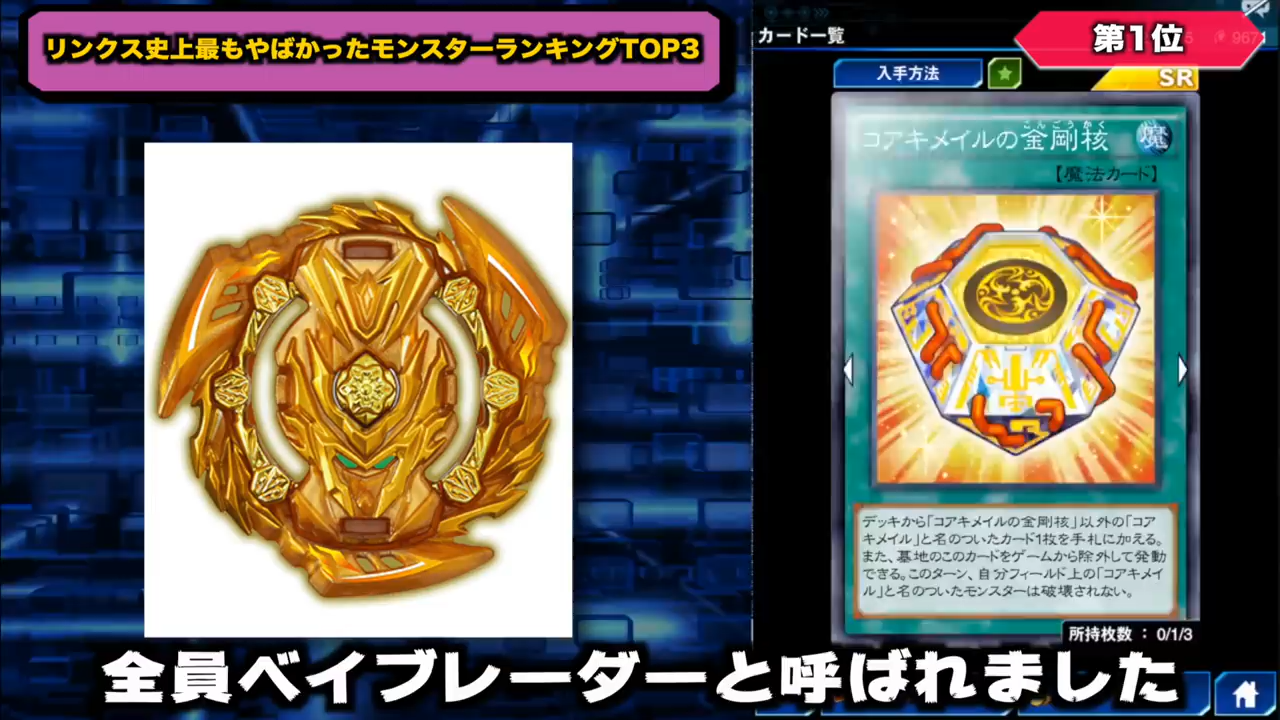 リンクス史上最もやばかったモンスターランキングTOP3
カード一覧
第1位
入手方法
SR
こんごうかく
コアキメイルの金剛核
魔
【魔法カード】
デッキから「コアキメイルの金剛核」以外の「コア
キメイル」と名のついたカード1枚を手札に加える。
また、墓地のこのカードをゲームから除外して発動
できる。このターン、自分フィールド上の「コアキメイ
ル」と名のついたモンスターは破壊されない。
所持枚数 : 0/1/3
全員ベイブレーダーと呼ばれました